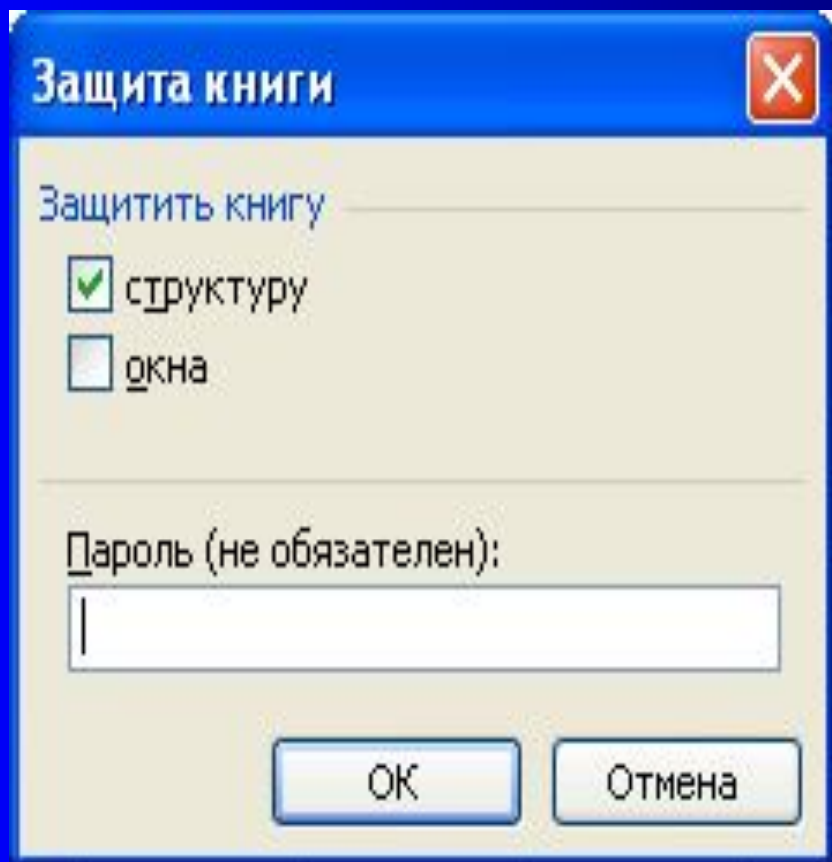 Защита книги
Защитить книгу
структуру
окна
Пароль (не обязателен):
ОК
Отмена